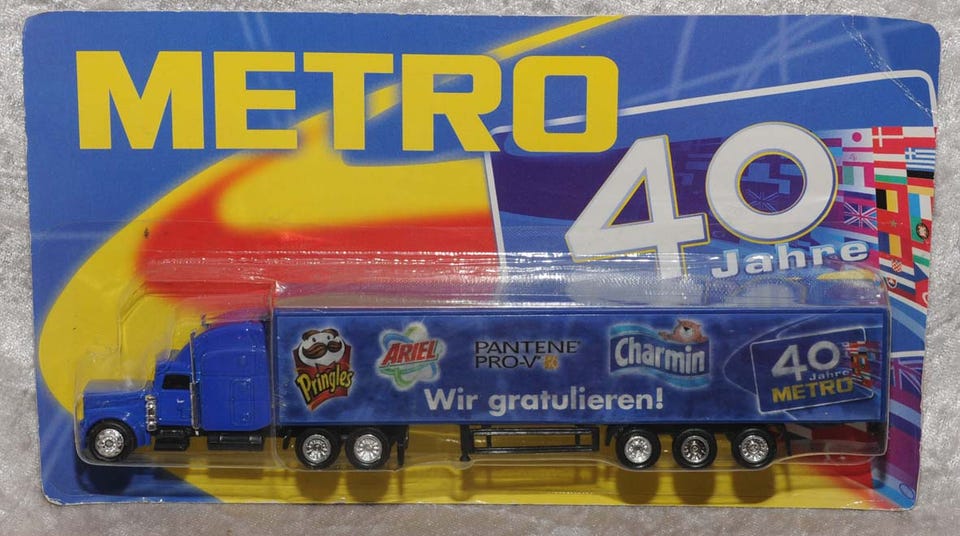 METRO
40
Jahre
Pringles
ARIEL
PANTENE
PRO-V
Charmin
Wir gratulieren!
40
Jahre
METRO